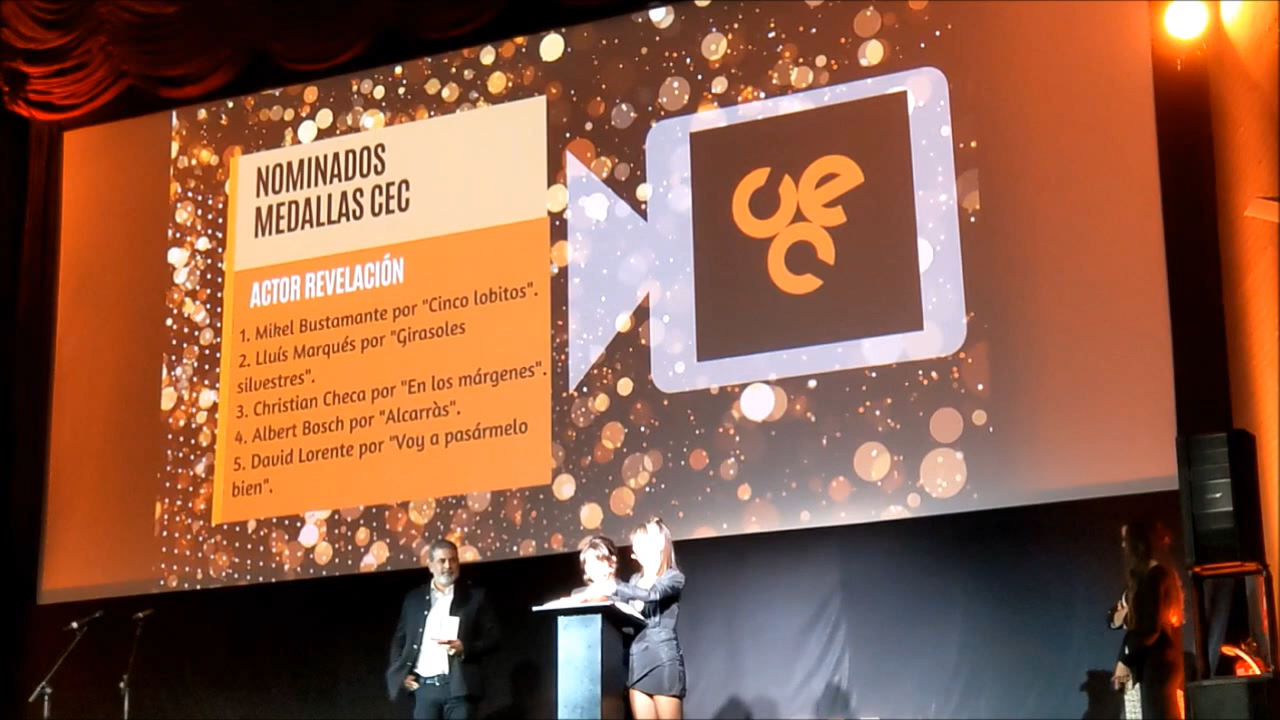 NOMINADOS
MEDALLAS CEC
ACTOR REVELACIÓN
1. Mikel Bustamante por "Cinco lobitos".
2. Lluís Marqués por "Girasoles
silvestres".
3. Christian Checa por "En los márgenes".
4. Albert Bosch por "Alcarràs".
5. David Lorente por "Voy a pasármelo
bien".
cec